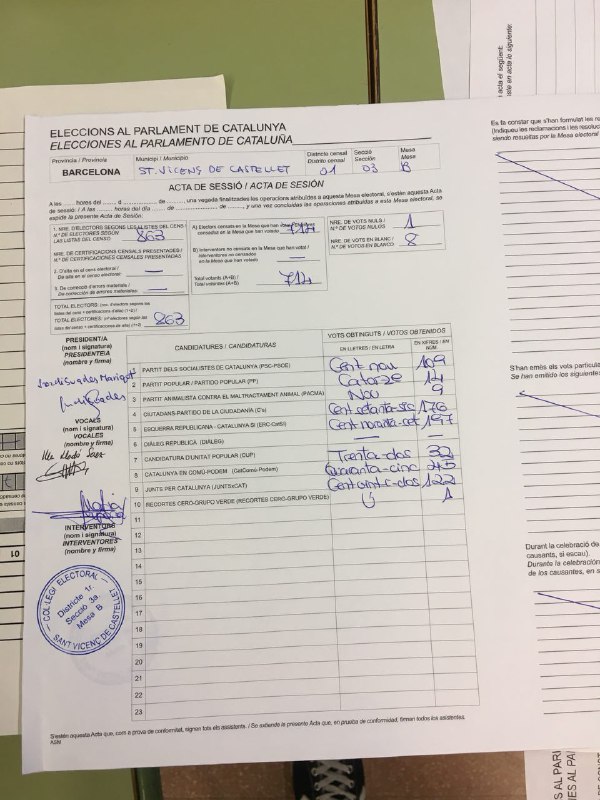 ELECCIONS AL PARLAMENT DE CATALUNYA
ELECCIONES AL PARLAMENTO DE CATALUÑA
Província / Provincia
BARCELONA
Municipi / Municipio
ST. VICENÇ DE CASTELLET
Districte censal
Distrito censal
01
Secció
Sección
03
Mesa
Mesa
B
ACTA DE SESSIÓ / ACTA DE SESIÓN
A les hores del de de una vegada finalitzades les operacions atribuïdes a aquesta Mesa electoral, s'estén aquesta Acta
de sessió / A las horas del día de de y una vez concluidas las operaciones atribuidas a esta Mesa electoral, se
expide la presente Acta de Sesión.
1. NRE. D'ELECTORS SEGONS LES LLISTES DEL CENS /
N.º DE ELECTORES SEGÚN
LAS LISTAS DEL CENSO
863
NRE. DE CERTIFICACIONS CENSALS PRESENTADES /
N.º DE CERTIFICACIONES CENSALES PRESENTADAS
2. D'alta en el cens electoral /
De alta en el censo electoral:
—
3. De correcció d'errors materials /
De corrección de errores materiales:
—
TOTAL ELECTORS:
TOTAL ELECTORES:
863
A) Electors censats en la Mesa que han votat /
censados en la Mesa que han votado
714
B) Interventors no censats en la Mesa que han votat /
Interventores no censados
en la Mesa que han votado
—
Total votants (A+B) /
Total votantes (A+B)
714
NRE. DE VOTS NULS /
N.º DE VOTOS NULOS
1
NRE. DE VOTS EN BLANC /
N.º DE VOTOS EN BLANCO
8
PRESIDENT/A
(nom i signatura)
PRESIDENTE/A
(nombre y firma)
VOCALS
(nom i signatura)
VOCALES
(nombre y firma)
INTERVENTORS
(nom i signatura)
INTERVENTORES
(nombre y firma)
CANDIDATURES / CANDIDATURAS
VOTS OBTINGUTS / VOTOS OBTENIDOS
EN LLETRES / EN LETRA
EN XIFRES / EN NÚM.
1 PARTIT DELS SOCIALISTES DE CATALUNYA (PSC-PSOE) Cent nou 109
2 PARTIT POPULAR / PARTIDO POPULAR (PP) Catorze 14
3 PARTIT ANIMALISTA CONTRA EL MALTRACTAMENT ANIMAL (PACMA) Nou 9
4 CIUTADANS-PARTIDO DE LA CIUDADANÍA (C's) Cent setanta-sis 176
5 ESQUERRA REPUBLICANA - CATALUNYA SÍ (ERC-CatSí) Cent noranta-set 197
6 DIÀLEG REPUBLICÀ (DIÀLEG) — —
7 CANDIDATURA D'UNITAT POPULAR (CUP) Trenta-dos 32
8 CATALUNYA EN COMÚ-PODEM (CatComú-Podem) Quaranta-cinc 45
9 JUNTS PER CATALUNYA (JUNTSxCAT) Cent vint-i-dos 122
10 RECORTES CERO-GRUPO VERDE (RECORTES CERO-GRUPO VERDE) U 1
11
12
13
14
15
16
17
18
19
20
21
22
23
COL·LEGI ELECTORAL
Districte 1r.
Secció 3a.
Mesa B
SANT VICENÇ DE CASTELLET
S'estén aquesta Acta que, com a prova de conformitat, signen tots els assistents. / Se extiende la presente Acta que, en prueba de conformidad, firman todos los asistentes.
Es fa constar que s'han formulat les
(Indiqueu les reclamacions i les
siendo resueltas por la Mesa electoral
S'han emès els vots particula
Se han emitido los siguientes
Durant la celebració de
causants, si escau).
Durante la celebración
de los causantes, en s
acta el següent:
este en acta lo siguiente:
01